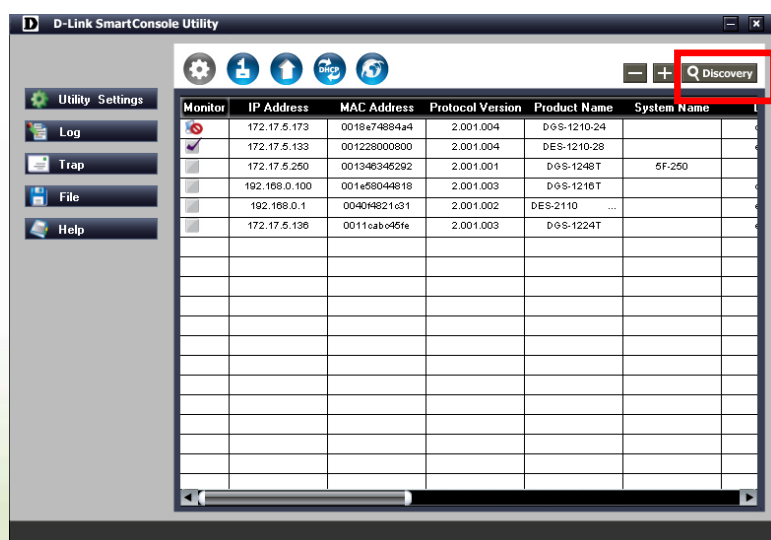 D D-Link SmartConsole Utility
DHCP
Discovery
Utility Settings
Log
Trap
File
Help
Monitor IP Address MAC Address Protocol Version Product Name System Name
172.17.5.173 0018e74884a4 2.001.004 DGS-1210-24
172.17.5.133 001228000800 2.001.004 DES-1210-28
172.17.5.250 001346345292 2.001.001 DGS-1248T 5F-250
192.168.0.100 001e58044818 2.001.003 DGS-1216T
192.168.0.1 0040f4821c31 2.001.002 DES-2110 ...
172.17.5.136 0011cabc45fe 2.001.003 DGS-1224T